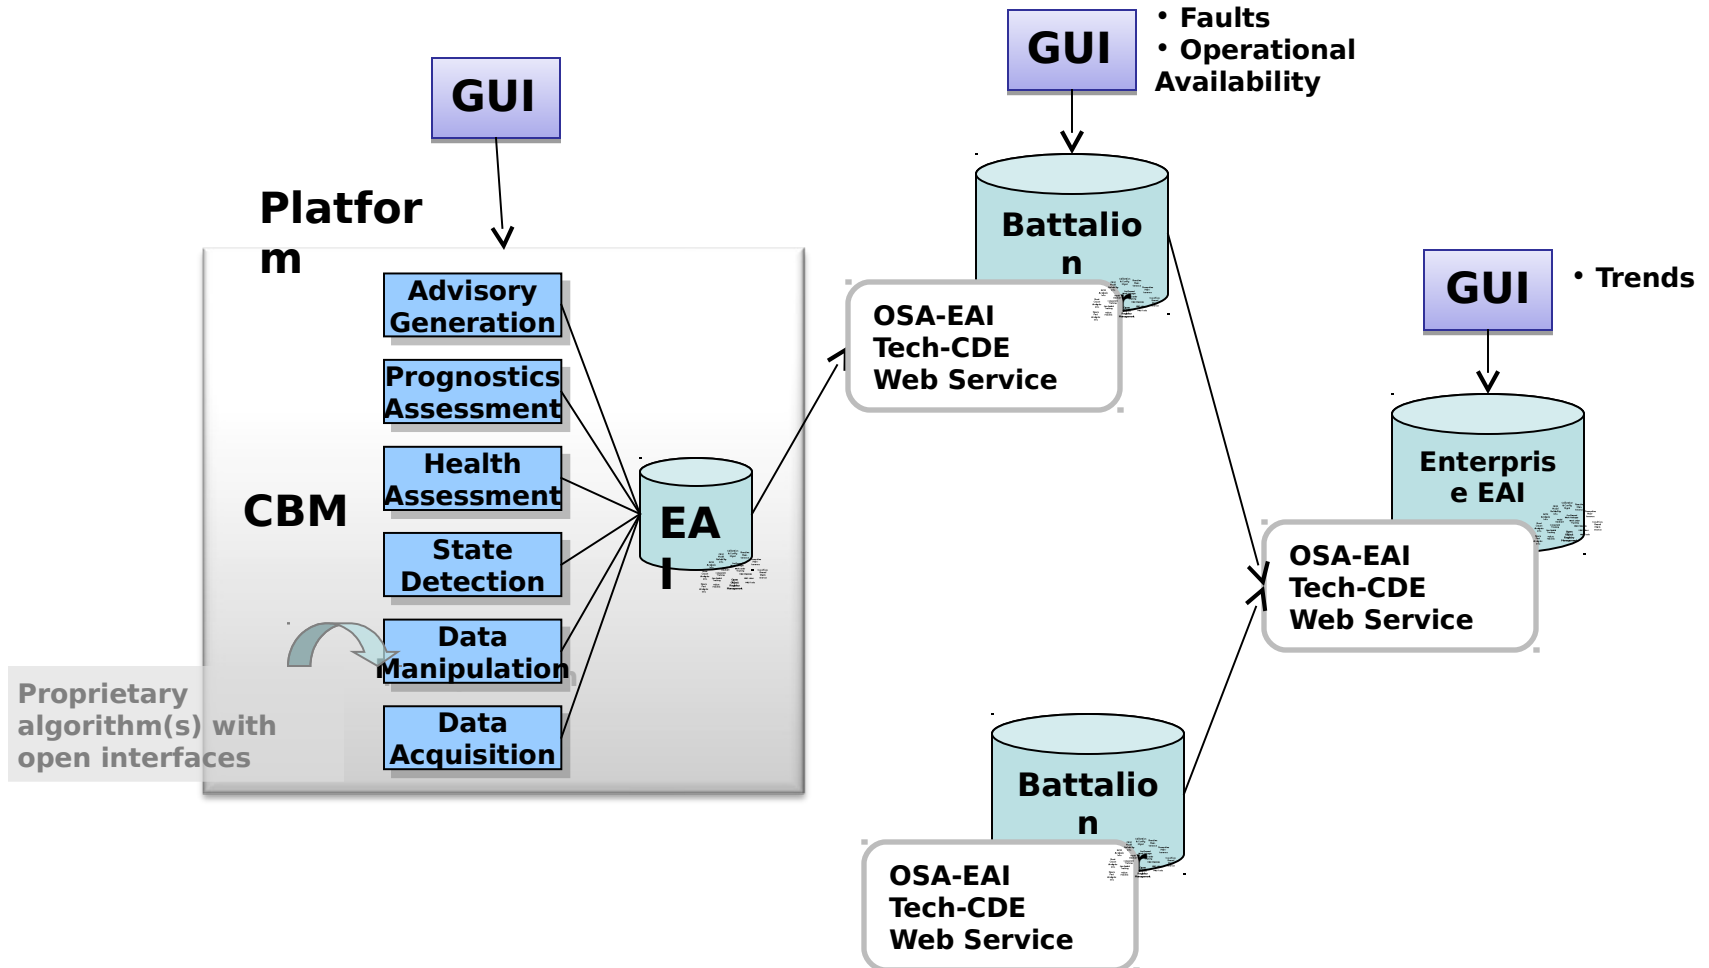 GUI
Platfor
m
CBM
Advisory
Generation
Prognostics
Assessment
Health
Assessment
State
Detection
Data
Manipulation
Data
Acquisition
EA
I
Proprietary
algorithm(s) with
open interfaces
GUI
• Faults
• Operational
Availability
Battalio
n
OSA-EAI
Tech-CDE
Web Service
GUI
• Trends
Enterpris
e EAI
OSA-EAI
Tech-CDE
Web Service
Battalio
n
OSA-EAI
Tech-CDE
Web Service